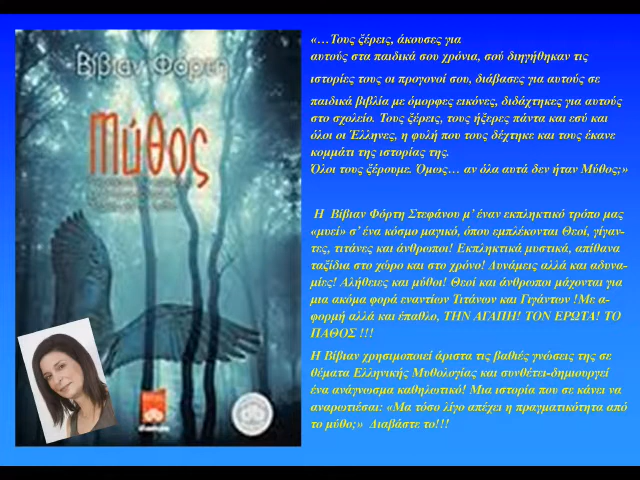 Βίβιαν Φόρτη
Μύθος
«…Τους ξέρεις, άκουσες για
αυτούς στα παιδικά σου χρόνια, σού διηγήθηκαν τις
ιστορίες τους οι προγονοί σου, διάβασες για αυτούς σε
παιδικά βιβλία με όμορφες εικόνες, διδάχτηκες για αυτούς
στο σχολείο. Τους ξέρεις, τους ήξερες πάντα και εσύ και
όλοι οι Έλληνες, η φυλή που τους δέχτηκε και τους έκανε
κομμάτι της ιστορίας της.
Όλοι τους ξέρουμε. Όμως… αν όλα αυτά δεν ήταν Μύθος;»
Η Βίβιαν Φόρτη Στεφάνου μ’ έναν εκπληκτικό τρόπο μας
«μυεί» σ’ ένα κόσμο μαγικό, όπου εμπλέκονται Θεοί, γίγαν-
τες, τιτάνες και άνθρωποι! Εκπληκτικά μυστικά, απίθανα
ταξίδια στο χώρο και στο χρόνο! Δυνάμεις αλλά και αδυνα-
μίες! Αλήθειες και μύθοι! Θεοί και άνθρωποι μάχονται για
μια ακόμα φορά εναντίον Τιτάνων και Γιγάντων !Με α-
φορμή αλλά και έπαθλο, ΤΗΝ ΑΓΑΠΗ! ΤΟΝ ΕΡΩΤΑ! ΤΟ
ΠΑΘΟΣ !!!
Η Βίβιαν χρησιμοποιεί άριστα τις βαθιές γνώσεις της σε
θέματα Ελληνικής Μυθολογίας και συνθέτει-δημιουργεί
ένα ανάγνωσμα καθηλωτικό! Μια ιστορία που σε κάνει να
αναρωτιέσαι: «Μα τόσο λίγο απέχει η πραγματικότητα από
το μύθο;» Διαβάστε το!!!